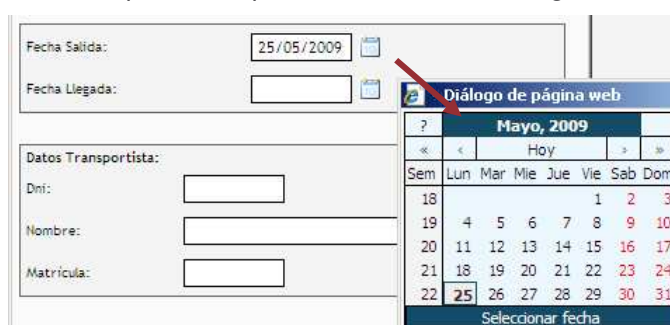 Fecha Salida: 25/05/2009
Fecha Llegada:
Datos Transportista:
Dni:
Nombre:
Matrícula:
Diálogo de página web
? Mayo, 2009
« ‹ Hoy › »
Sem Lun Mar Mie Jue Vie Sab Dom
18 1 2 3
19 4 5 6 7 8 9 10
20 11 12 13 14 15 16 17
21 18 19 20 21 22 23 24
22 25 26 27 28 29 30 31
Seleccionar fecha